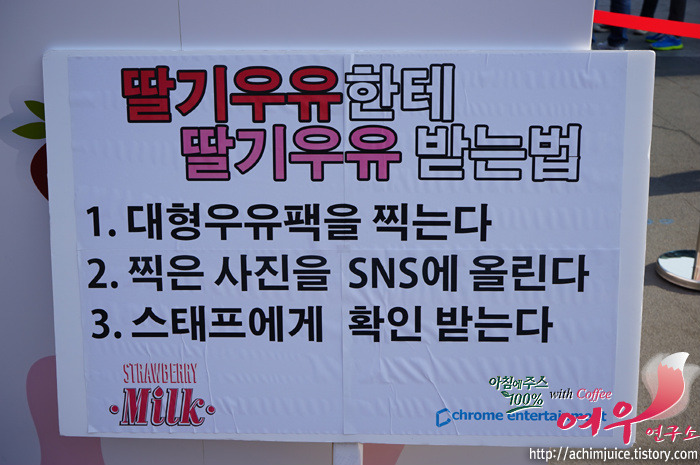 딸기우유한테
딸기우유 받는법
1. 대형우유팩을 찍는다
2. 찍은 사진을 SNS에 올린다
3. 스태프에게 확인 받는다
STRAWBERRY
Milk
chrome entertainment
아침에주스
100% with Coffee
여우연구소
http://achimjuice.tistory.com